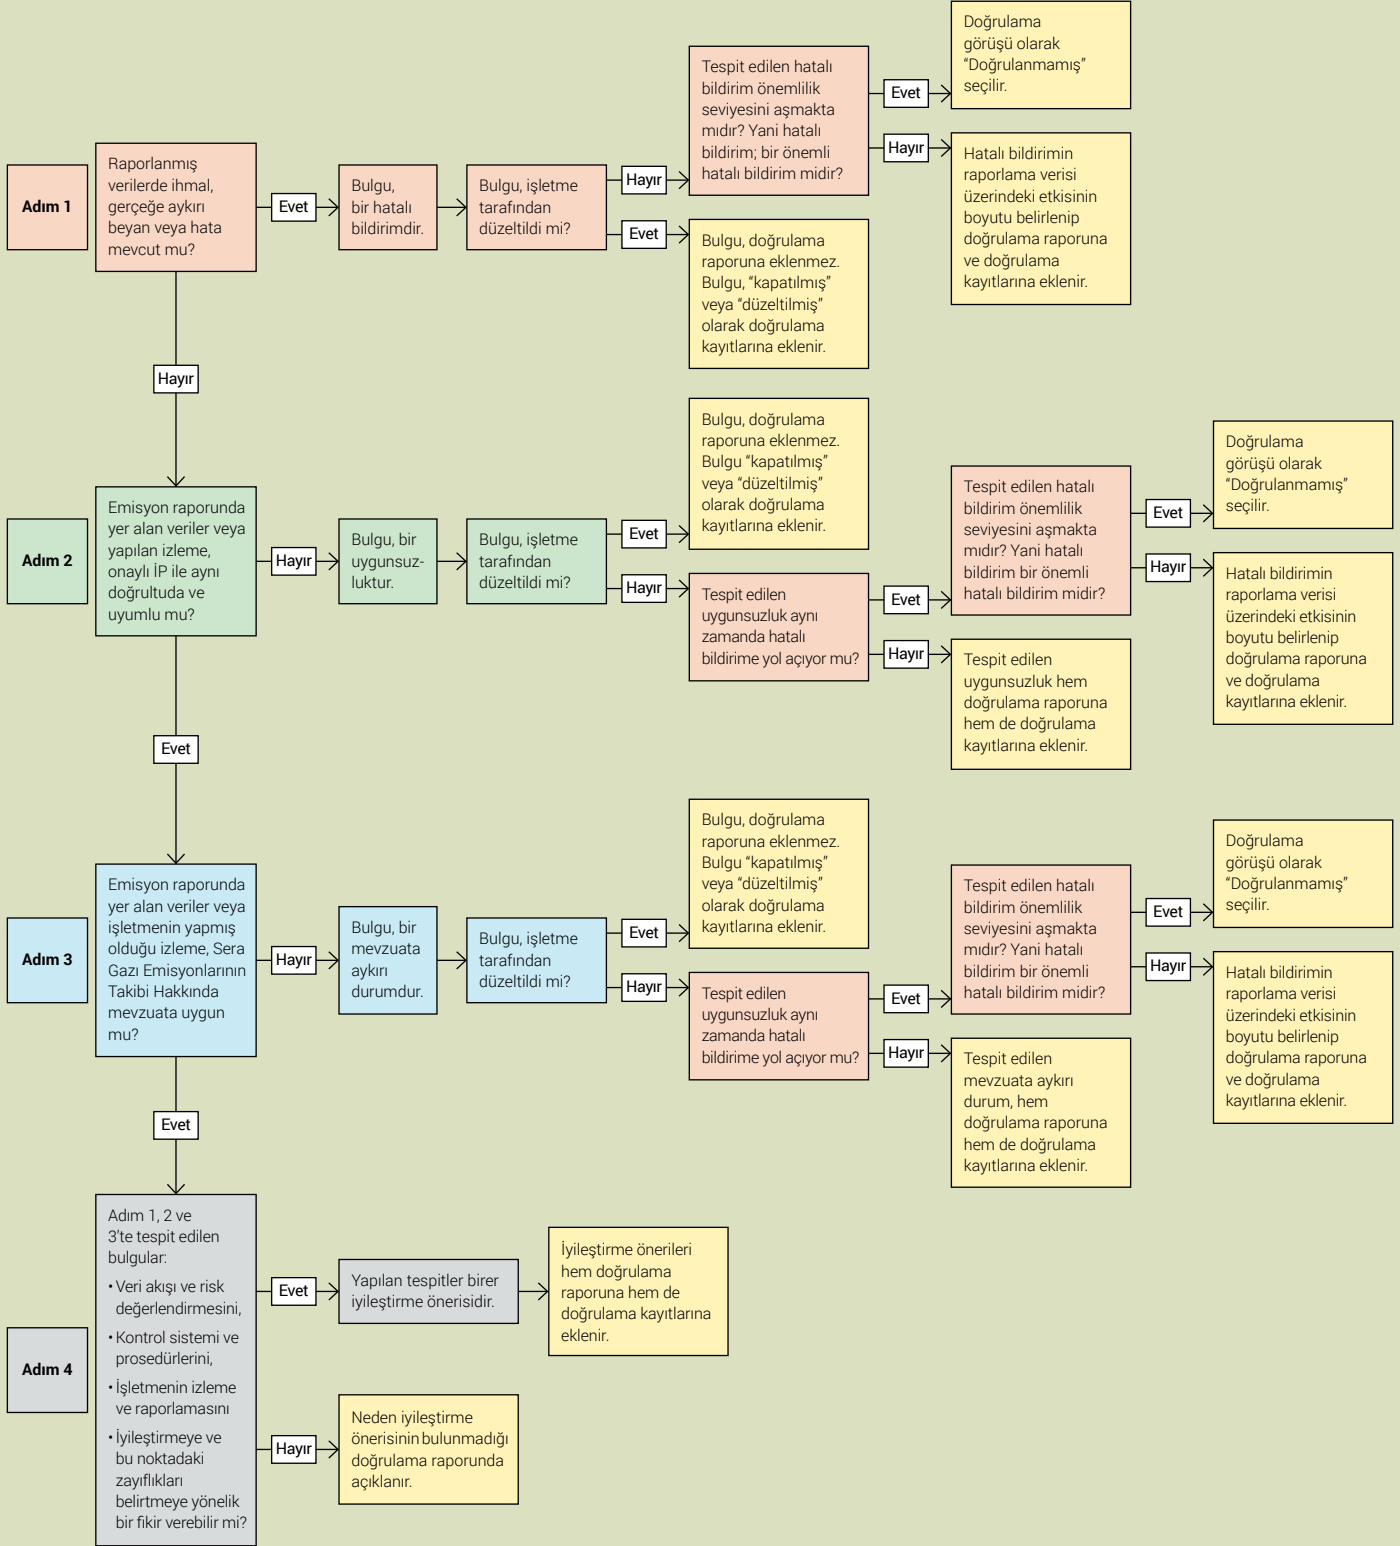 Adım 1
Raporlanmış
verilerde ihmal,
gerçeğe aykırı
beyan veya hata
mevcut mu?
Evet
Bulgu,
bir hatalı
bildirimdir.
Bulgu, işletme
tarafından
düzeltildi mi?
Hayır
Tespit edilen hatalı
bildirim önemlilik
seviyesini aşmakta
mıdır? Yani hatalı
bildirim; bir önemli
hatalı bildirim midir?
Evet
Doğrulama
görüşü olarak
“Doğrulanmamış”
seçilir.
Hayır
Hatalı bildirimin
raporlama verisi
üzerindeki etkisinin
boyutu belirlenip
doğrulama raporuna
ve doğrulama
kayıtlarına eklenir.
Evet
Bulgu, doğrulama
raporuna eklenmez.
Bulgu, “kapatılmış”
veya “düzeltilmiş”
olarak doğrulama
kayıtlarına eklenir.
Hayır
Adım 2
Emisyon raporunda
yer alan veriler veya
yapılan izleme,
onaylı İP ile aynı
doğrultuda ve
uyumlu mu?
Hayır
Bulgu, bir
uygunsuz-
luktur.
Bulgu, işletme
tarafından
düzeltildi mi?
Evet
Bulgu, doğrulama
raporuna eklenmez.
Bulgu “kapatılmış”
veya “düzeltilmiş”
olarak doğrulama
kayıtlarına eklenir.
Hayır
Tespit edilen
uygunsuzluk aynı
zamanda hatalı
bildirime yol açıyor mu?
Evet
Tespit edilen hatalı
bildirim önemlilik
seviyesini aşmakta
mıdır? Yani hatalı
bildirim bir önemli
hatalı bildirim midir?
Evet
Doğrulama
görüşü olarak
“Doğrulanmamış”
seçilir.
Hayır
Hatalı bildirimin
raporlama verisi
üzerindeki etkisinin
boyutu belirlenip
doğrulama raporuna
ve doğrulama
kayıtlarına eklenir.
Hayır
Tespit edilen
uygunsuzluk hem
doğrulama raporuna
hem de doğrulama
kayıtlarına eklenir.
Evet
Adım 3
Emisyon raporunda
yer alan veriler veya
işletmenin yapmış
olduğu izleme, Sera
Gazı Emisyonlarının
Takibi Hakkında
mevzuata uygun
mu?
Hayır
Bulgu, bir
mevzuata
aykırı
durumdur.
Bulgu, işletme
tarafından
düzeltildi mi?
Evet
Bulgu, doğrulama
raporuna eklenmez.
Bulgu “kapatılmış”
veya “düzeltilmiş”
olarak doğrulama
kayıtlarına eklenir.
Hayır
Tespit edilen
uygunsuzluk aynı
zamanda hatalı
bildirime yol açıyor mu?
Evet
Tespit edilen hatalı
bildirim önemlilik
seviyesini aşmakta
mıdır? Yani hatalı
bildirim bir önemli
hatalı bildirim midir?
Evet
Doğrulama
görüşü olarak
“Doğrulanmamış”
seçilir.
Hayır
Hatalı bildirimin
raporlama verisi
üzerindeki etkisinin
boyutu belirlenip
doğrulama raporuna
ve doğrulama
kayıtlarına eklenir.
Hayır
Tespit edilen
mevzuata aykırı
durum, hem
doğrulama raporuna
hem de doğrulama
kayıtlarına eklenir.
Evet
Adım 4
Adım 1, 2 ve
3’te tespit edilen
bulgular:
• Veri akışı ve risk
değerlendirmesini,
• Kontrol sistemi ve
prosedürlerini,
• İşletmenin izleme
ve raporlamasını
• İyileştirmeye ve
bu noktadaki
zayıflıkları
belirtmeye yönelik
bir fikir verebilir mi?
Evet
Yapılan tespitler birer
iyileştirme önerisidir.
İyileştirme önerileri
hem doğrulama
raporuna hem de
doğrulama kayıtlarına
eklenir.
Hayır
Neden iyileştirme
önerisinin bulunmadığı
doğrulama raporunda
açıklanır.